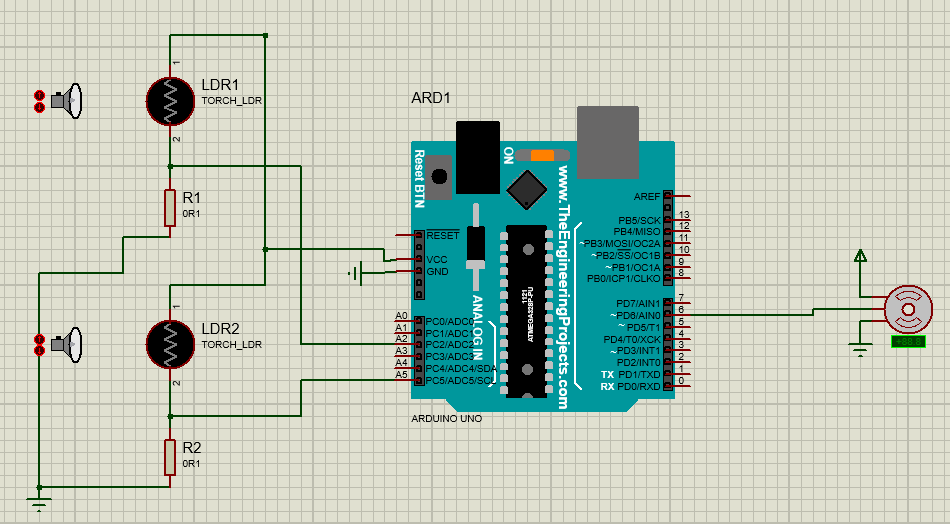 1
LDR1
TORCH_LDR
2
R1
0R1
1
LDR2
TORCH_LDR
2
R2
0R1
ARD1
Reset BTN
ON
www.TheEngineeringProjects.com
RESET
VCC
GND
ANALOG IN
1121
ATMEGA328P-PU
A0 PC0/ADC0
A1 PC1/ADC1
A2 PC2/ADC2
A3 PC3/ADC3
A4 PC4/ADC4/SDA
A5 PC5/ADC5/SCL
AREF
PB5/SCK 13
PB4/MISO 12
~PB3/MOSI/OC2A 11
~PB2/SS/OC1B 10
~PB1/OC1A 9
PB0/ICP1/CLKO 8
PD7/AIN1 7
~PD6/AIN0 6
~PD5/T1 5
PD4/T0/XCK 4
~PD3/INT1 3
PD2/INT0 2
TX PD1/TXD 1
RX PD0/RXD 0
ARDUINO UNO